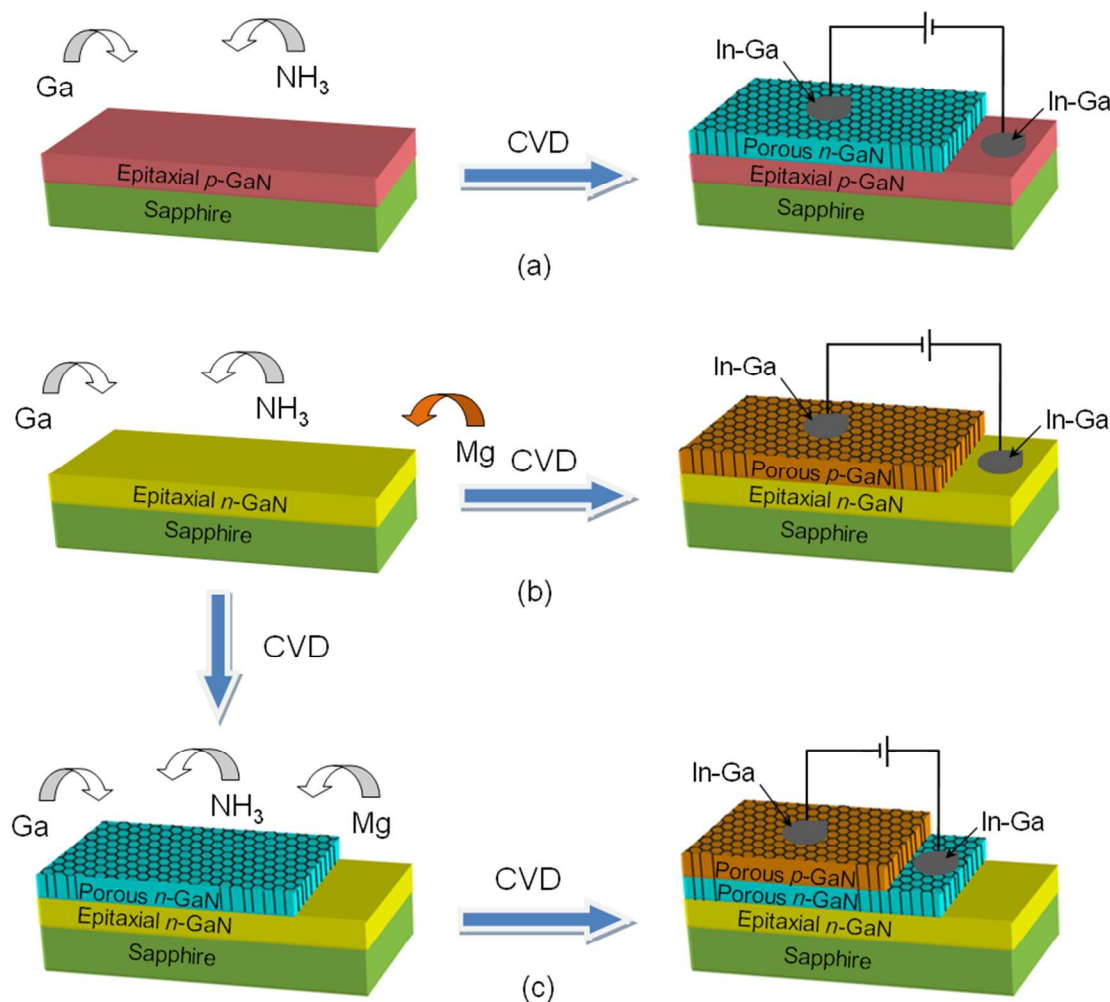 Ga
NH₃
Epitaxial p-GaN
Sapphire
CVD
In-Ga
In-Ga
Porous n-GaN
Epitaxial p-GaN
(a)
Ga
NH₃
Mg
Epitaxial n-GaN
Sapphire
CVD
In-Ga
In-Ga
Porous p-GaN
Epitaxial n-GaN
(b)
CVD
Ga
NH₃
Mg
Porous n-GaN
Epitaxial n-GaN
Sapphire
CVD
In-Ga
In-Ga
Porous p-GaN
Porous n-GaN
Epitaxial n-GaN
Sapphire
(c)